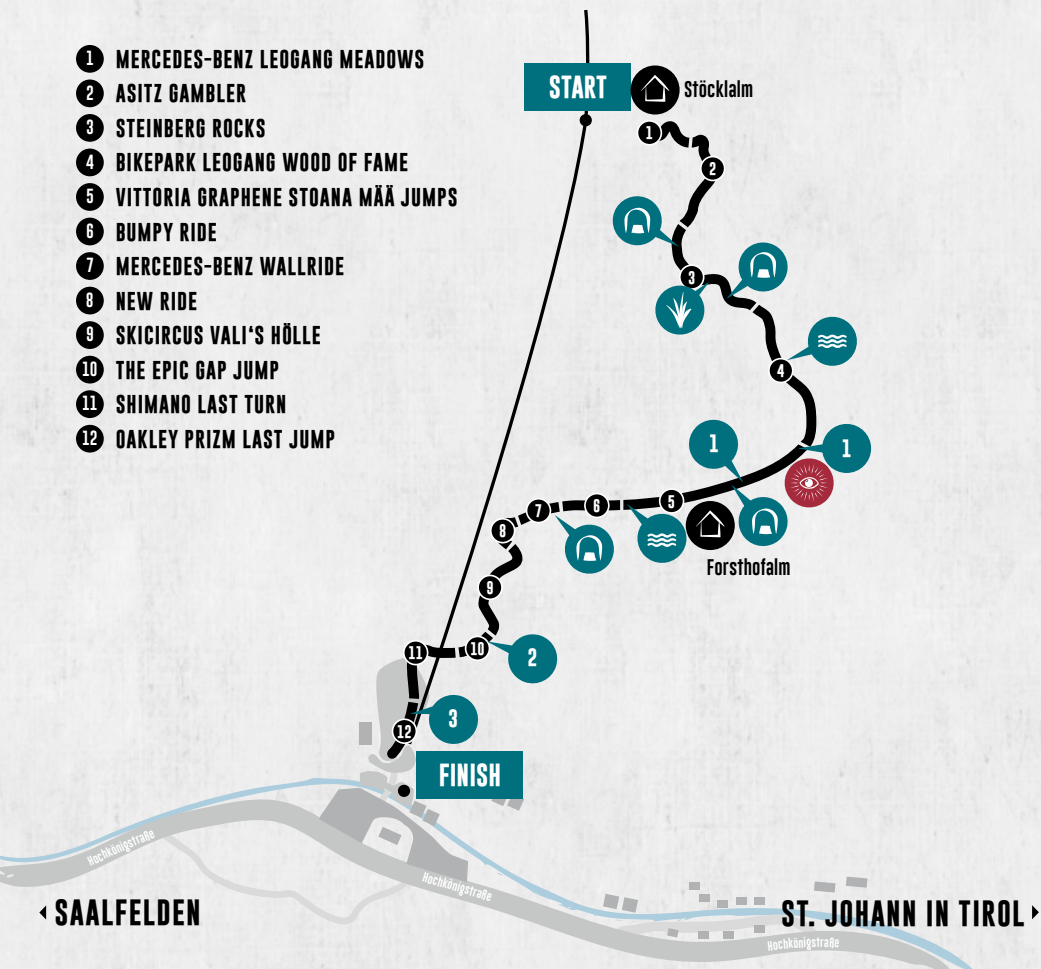 1 MERCEDES-BENZ LEOGANG MEADOWS
2 ASITZ GAMBLER
3 STEINBERG ROCKS
4 BIKEPARK LEOGANG WOOD OF FAME
5 VITTORIA GRAPHENE STOANA MÄÄ JUMPS
6 BUMPY RIDE
7 MERCEDES-BENZ WALLRIDE
8 NEW RIDE
9 SKICIRCUS VALI'S HÖLLE
10 THE EPIC GAP JUMP
11 SHIMANO LAST TURN
12 OAKLEY PRIZM LAST JUMP
START
Stöcklalm
1
2
3
4
1
1
5
6
7
8
Forsthofalm
9
10
11
2
3
12
FINISH
Hochkönigstraße
Hochkönigstraße
SAALFELDEN
ST. JOHANN IN TIROL
Hochkönigstraße